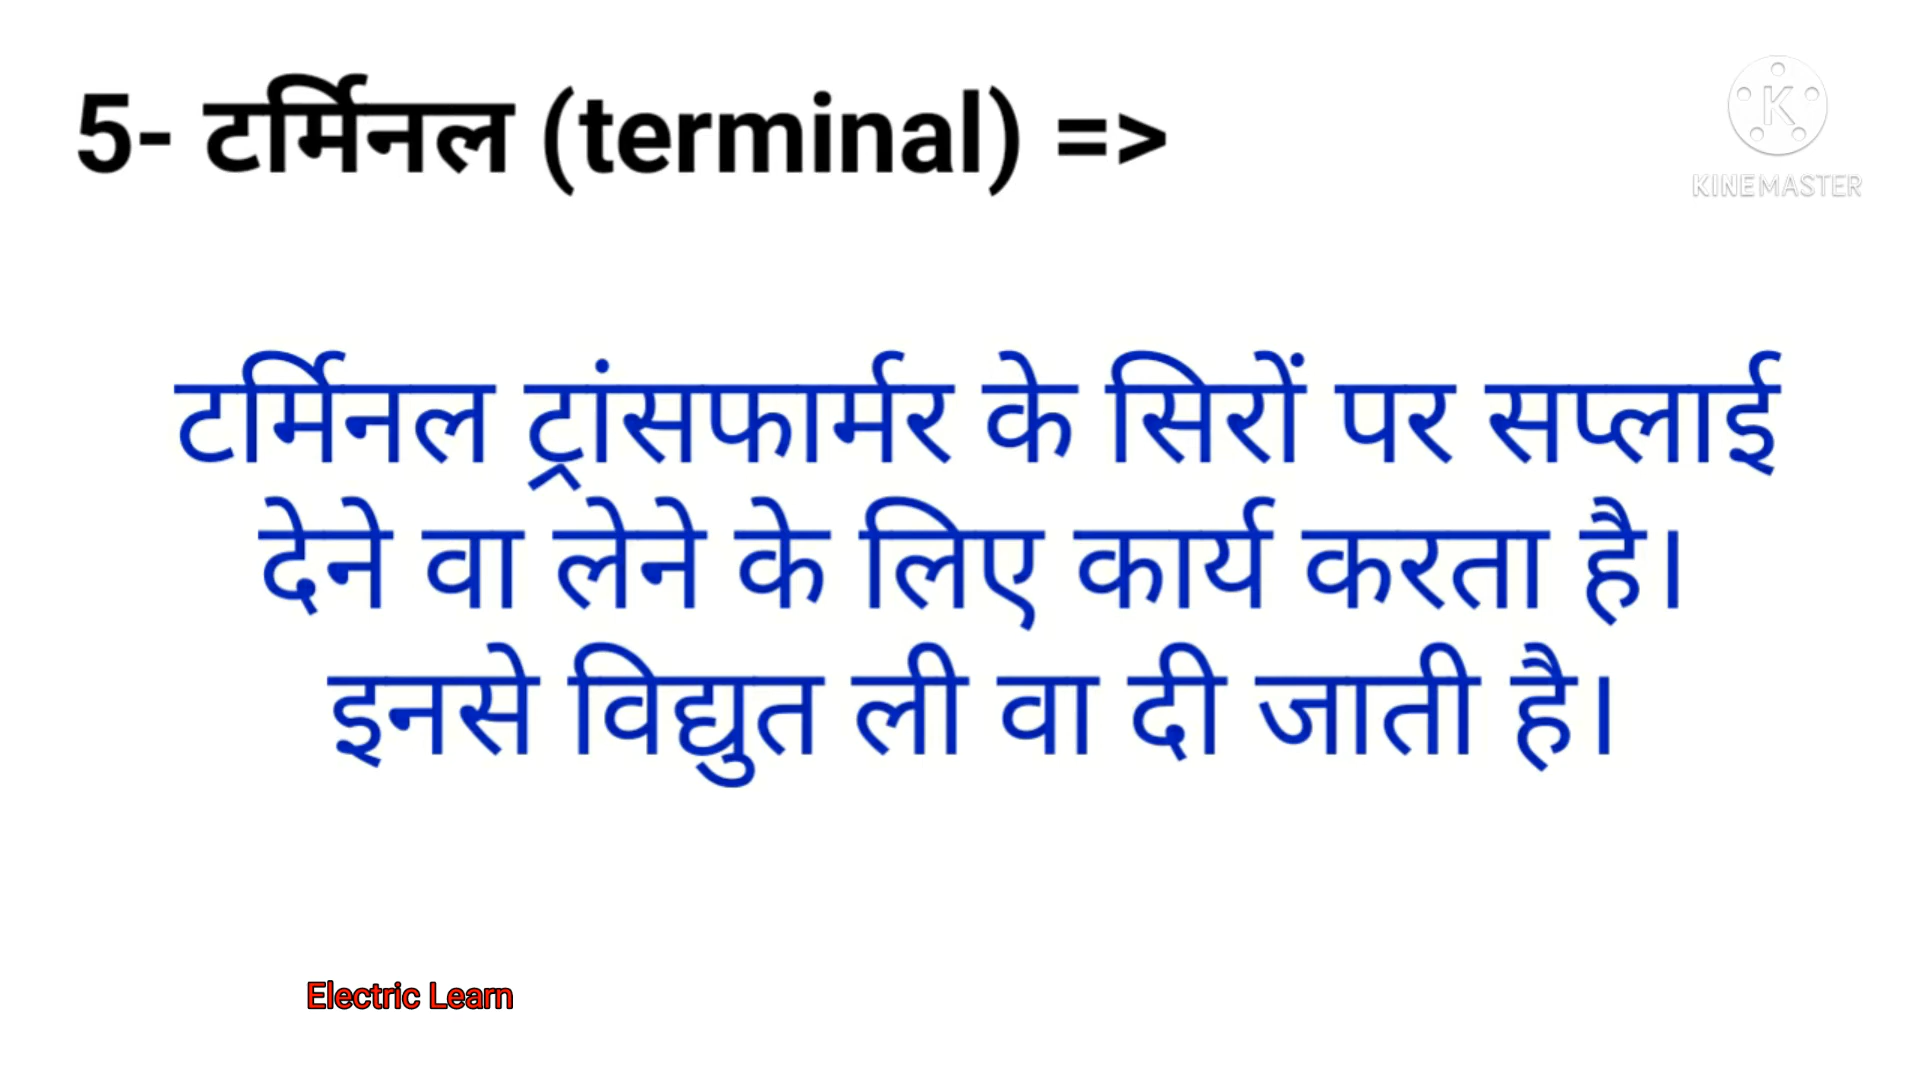 5- टर्मिनल (terminal) =>
KINEMASTER
टर्मिनल ट्रांसफार्मर के सिरों पर सप्लाई
देने वा लेने के लिए कार्य करता है।
इनसे विद्युत ली वा दी जाती है।
Electric Learn